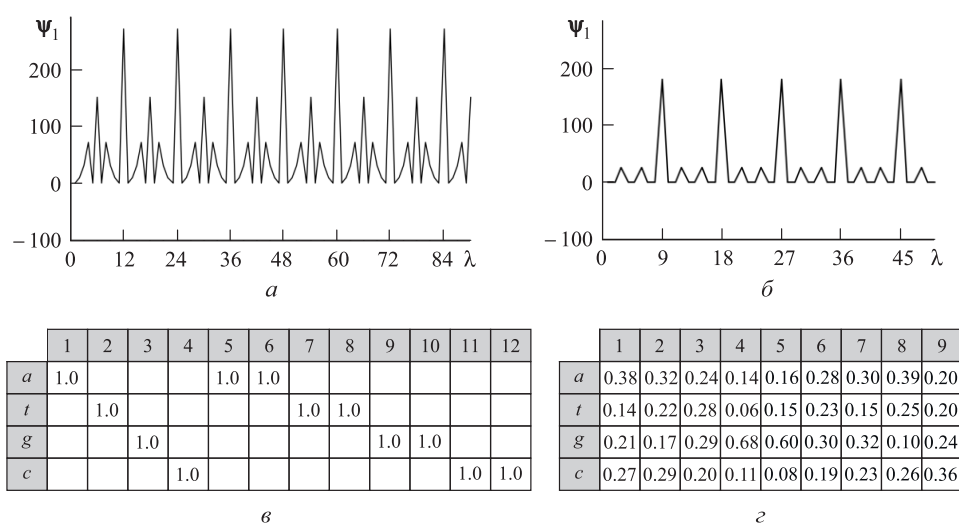 Ψ₁
200
100
0
– 100
0 12 24 36 48 60 72 84 λ
а
Ψ₁
200
100
0
– 100
0 9 18 27 36 45 λ
б
1 2 3 4 5 6 7 8 9 10 11 12
a 1.0 1.0 1.0
t 1.0 1.0 1.0
g 1.0 1.0 1.0
c 1.0 1.0 1.0
в
1 2 3 4 5 6 7 8 9
a 0.38 0.32 0.24 0.14 0.16 0.28 0.30 0.39 0.20
t 0.14 0.22 0.28 0.06 0.15 0.23 0.15 0.25 0.20
g 0.21 0.17 0.29 0.68 0.60 0.30 0.32 0.10 0.24
c 0.27 0.29 0.20 0.11 0.08 0.19 0.23 0.26 0.36
г